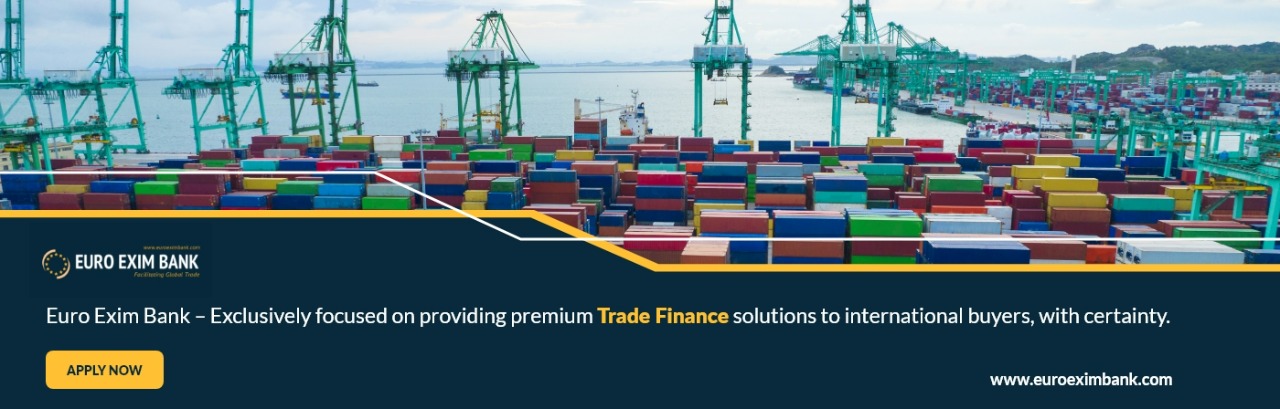 www.euroeximbank.com
EURO EXIM BANK
Facilitating Global Trade
Euro Exim Bank – Exclusively focused on providing premium Trade Finance solutions to international buyers, with certainty.
APPLY NOW
www.euroeximbank.com